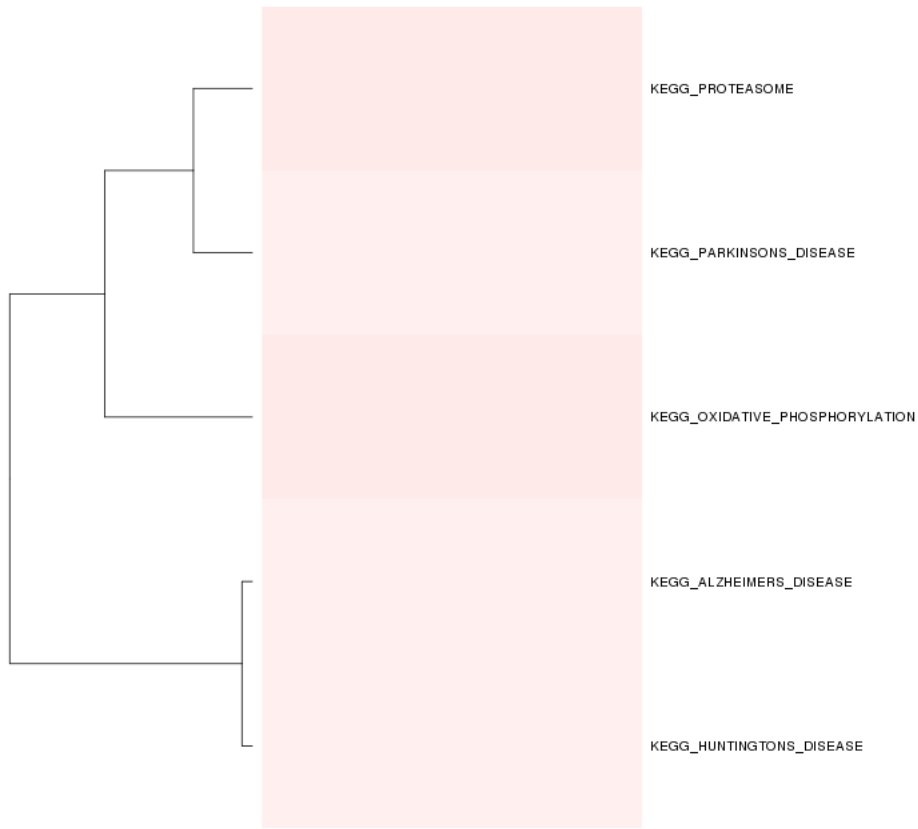 KEGG_PROTEASOME
KEGG_PARKINSONS_DISEASE
KEGG_OXIDATIVE_PHOSPHORYLATION
KEGG_ALZHEIMERS_DISEASE
KEGG_HUNTINGTONS_DISEASE